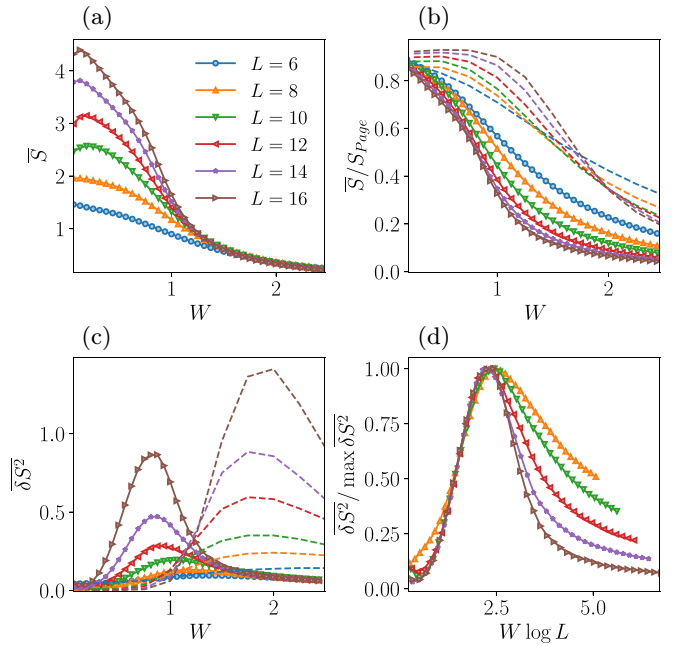 (a)
(b)
4
3
2
1
S̅
L = 6
L = 8
L = 10
L = 12
L = 14
L = 16
1
2
W
0.8
0.6
0.4
0.2
0.0
S̅/S_Page
1
2
W
(c)
(d)
1.0
0.5
0.0
δS²
1
2
W
1.00
0.75
0.50
0.25
0.00
δS²/ max δS²
2.5
5.0
W log L